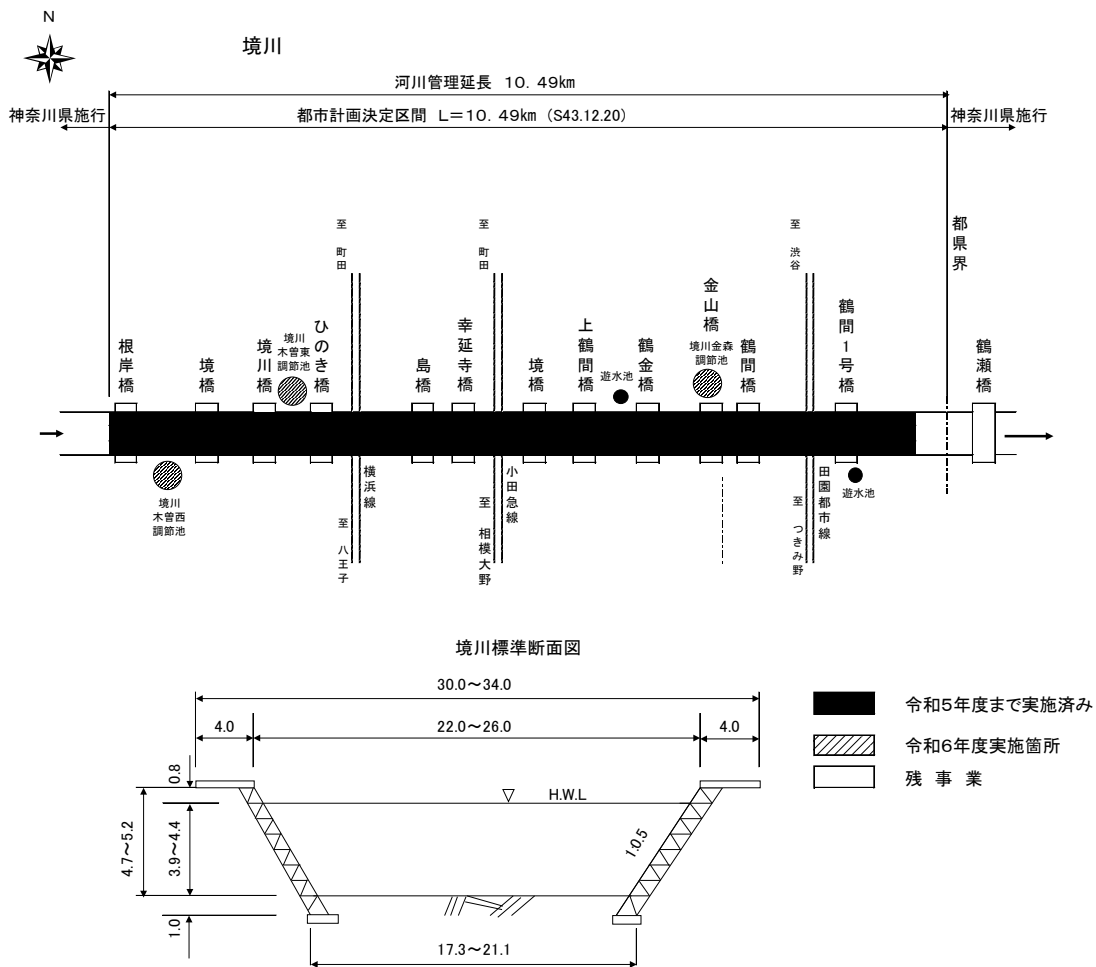 N
境川
河川管理延長 10.49km
神奈川県施行
都市計画決定区間 L=10.49km (S43.12.20)
神奈川県施行
都県界
至 町田
至 町田
至 渋谷
根岸橋
境橋
境川橋
境川
木曽東
調節池
ひのき橋
島橋
幸延寺橋
境橋
上鶴間橋
遊水池
鶴金橋
金山橋
境川金森
調節池
鶴間橋
鶴間1号橋
鶴瀬橋
境川
木曽西
調節池
横浜線
至 八王子
小田急線
至 相模大野
田園都市線
至 つきみ野
遊水池
境川標準断面図
30.0~34.0
4.0
22.0~26.0
4.0
0.8
H.W.L
4.7~5.2
3.9~4.4
1:0.5
1.0
17.3~21.1
令和5年度まで実施済み
令和6年度実施箇所
残事業